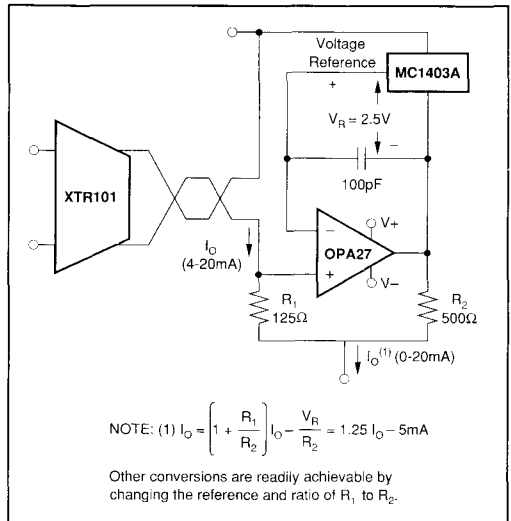 Voltage
Reference
MC1403A
+
V_R = 2.5V
−
100pF
XTR101
I_O
(4-20mA)
−
+
OPA27
V+
V−
R_1
125Ω
R_2
500Ω
I_O^(1) (0-20mA)
NOTE: (1) I_O = [1 + R_1/R_2] I_O − V_R/R_2 = 1.25 I_O − 5mA
Other conversions are readily achievable by
changing the reference and ratio of R_1 to R_2.